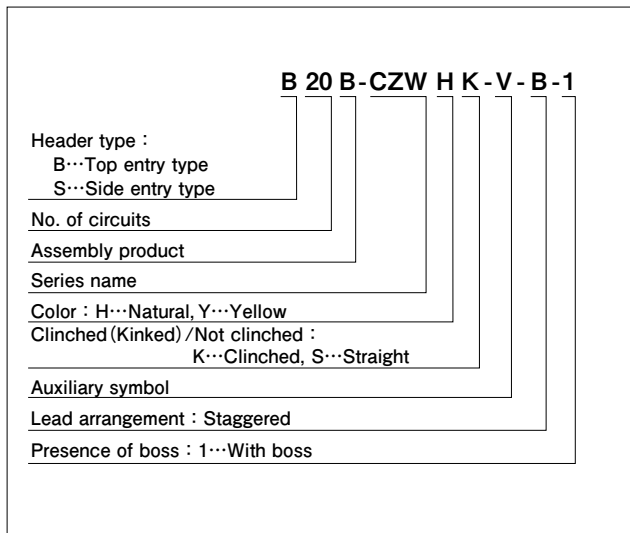 B 20 B-CZW H K-V-B-1
Header type：
B⋯Top entry type
S⋯Side entry type
No. of circuits
Assembly product
Series name
Color：H⋯Natural, Y⋯Yellow
Clinched(Kinked)/Not clinched：
K⋯Clinched, S⋯Straight
Auxiliary symbol
Lead arrangement：Staggered
Presence of boss：1⋯With boss